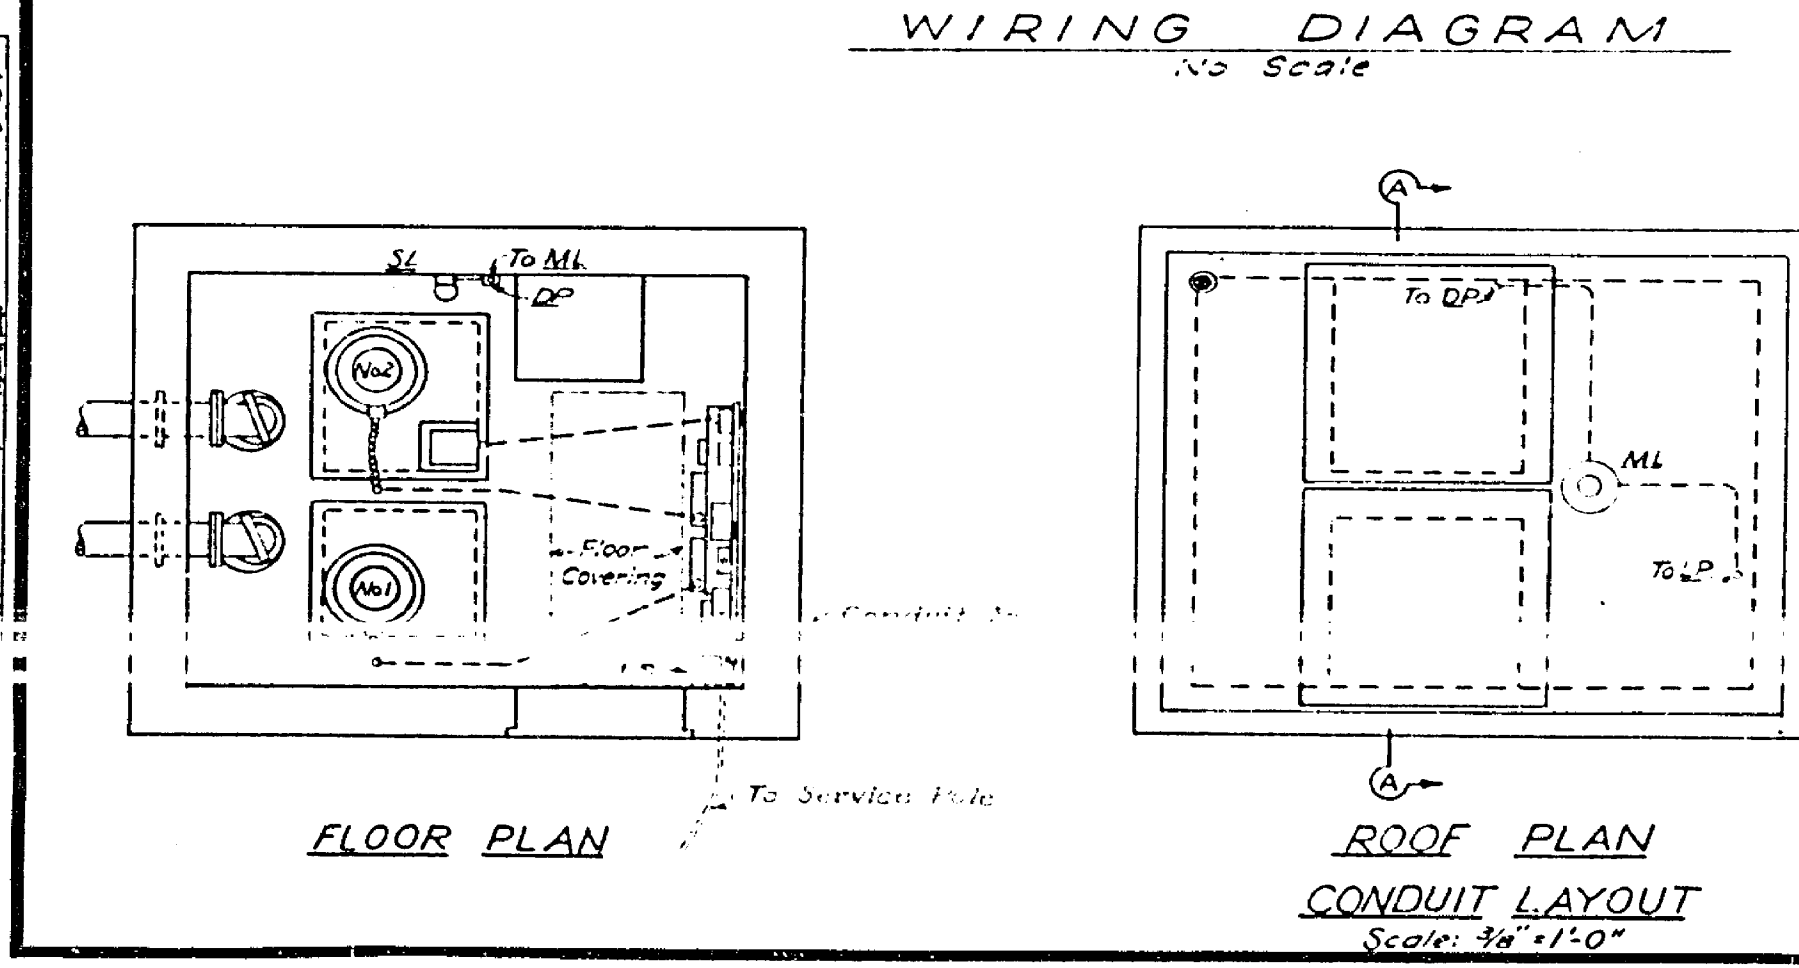 WIRING DIAGRAM
No Scale
A
SL
To ML
DP
No2
Floor
Covering
No1
Conduit
To Service Pole
FLOOR PLAN
To DP
ML
To LP
A
ROOF PLAN
CONDUIT LAYOUT
Scale: 3/8" = 1'-0"